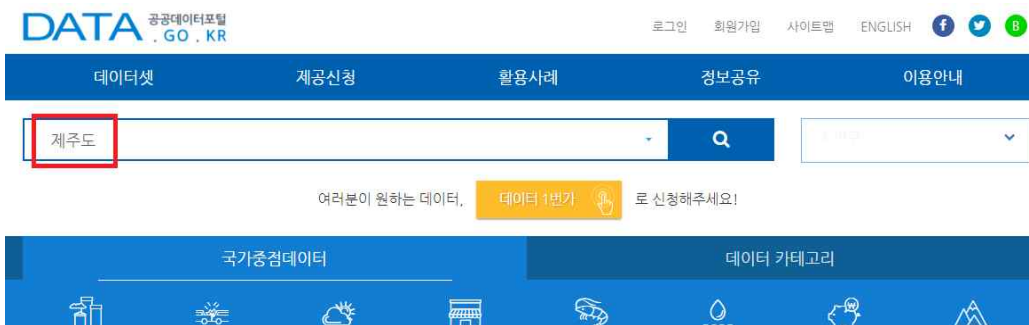 DATA 공공데이터포털
. GO . KR
로그인 회원가입 사이트맵 ENGLISH f B
데이터셋 제공신청 활용사례 정보공유 이용안내
제주도
여러분이 원하는 데이터, 데이터 1번가 로 신청해주세요!
국가중점데이터 데이터 카테고리
W